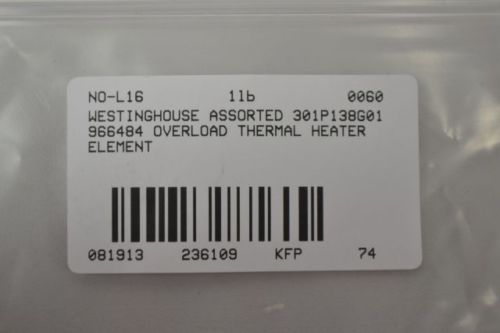 NO-L16 1lb 0060
WESTINGHOUSE ASSORTED 301P138G01
966484 OVERLOAD THERMAL HEATER
ELEMENT
081913 236109 KFP 74